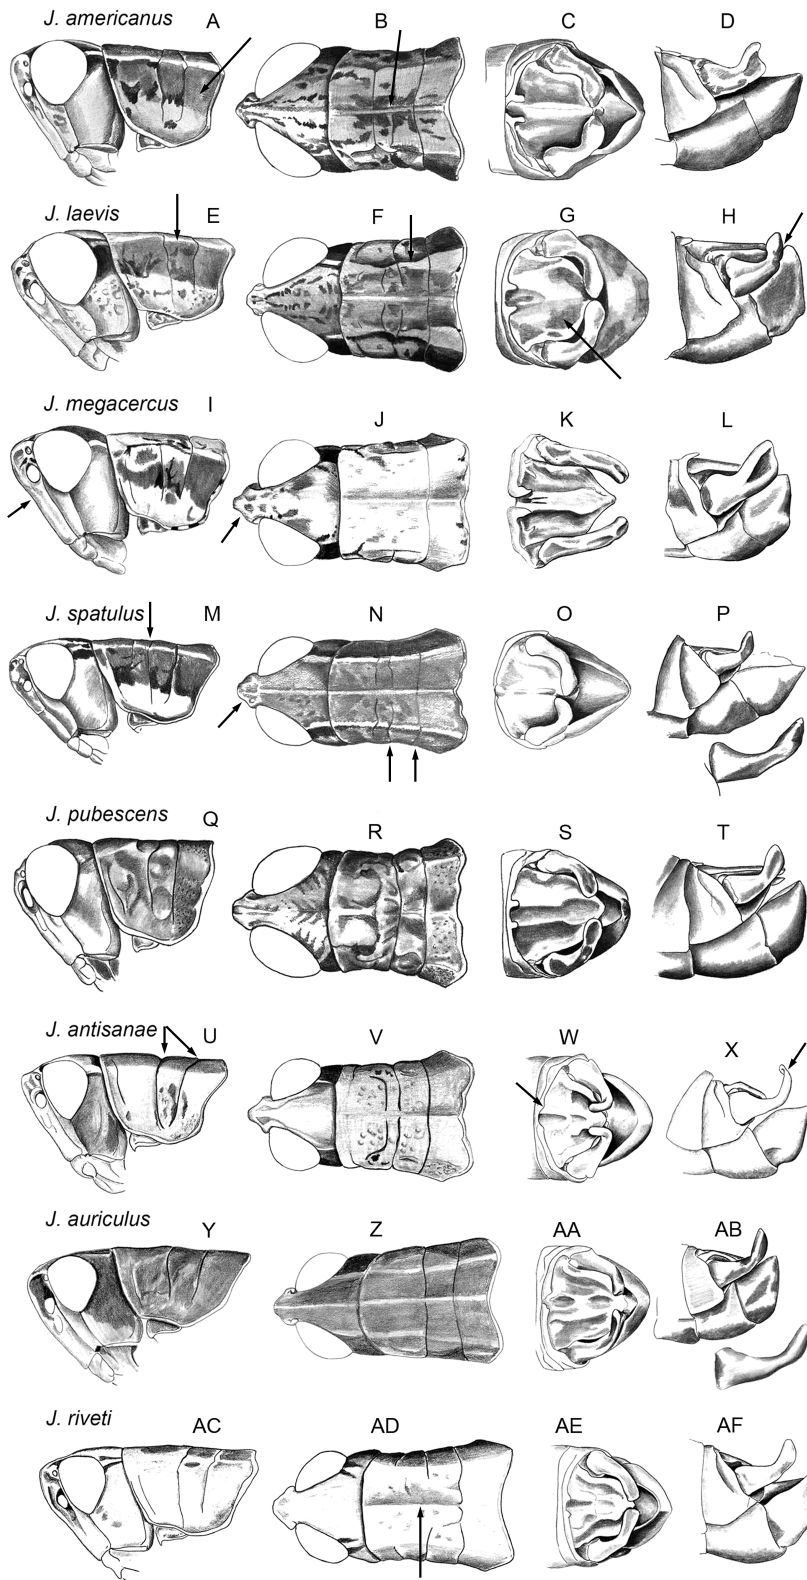 J. americanus A B C D
J. laevis E F G H
J. megacercus I J K L
J. spatulus M N O P
J. pubescens Q R S T
J. antisanae U V W X
J. auriculus Y Z AA AB
J. riveti AC AD AE AF